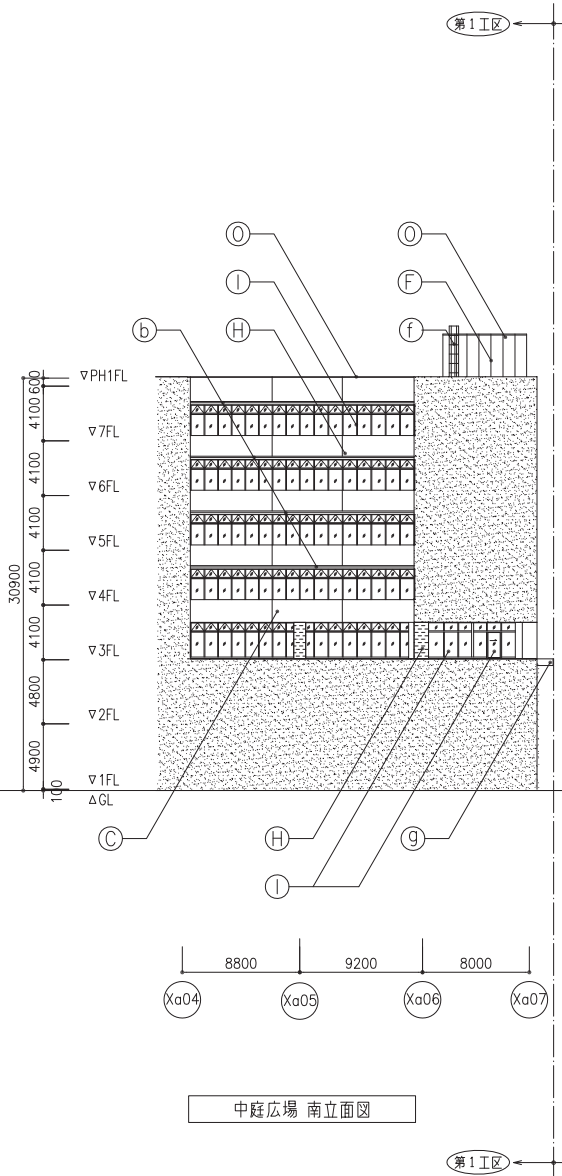 第1工区
O
O
I
F
b
H
f
▽PH1FL
600
4100
▽7FL
4100
▽6FL
4100
▽5FL
4100
▽4FL
30900
4100
▽3FL
4800
▽2FL
4900
▽1FL
100
△GL
C
H
g
I
8800
9200
8000
Xa04
Xa05
Xa06
Xa07
中庭広場 南立面図
第1工区